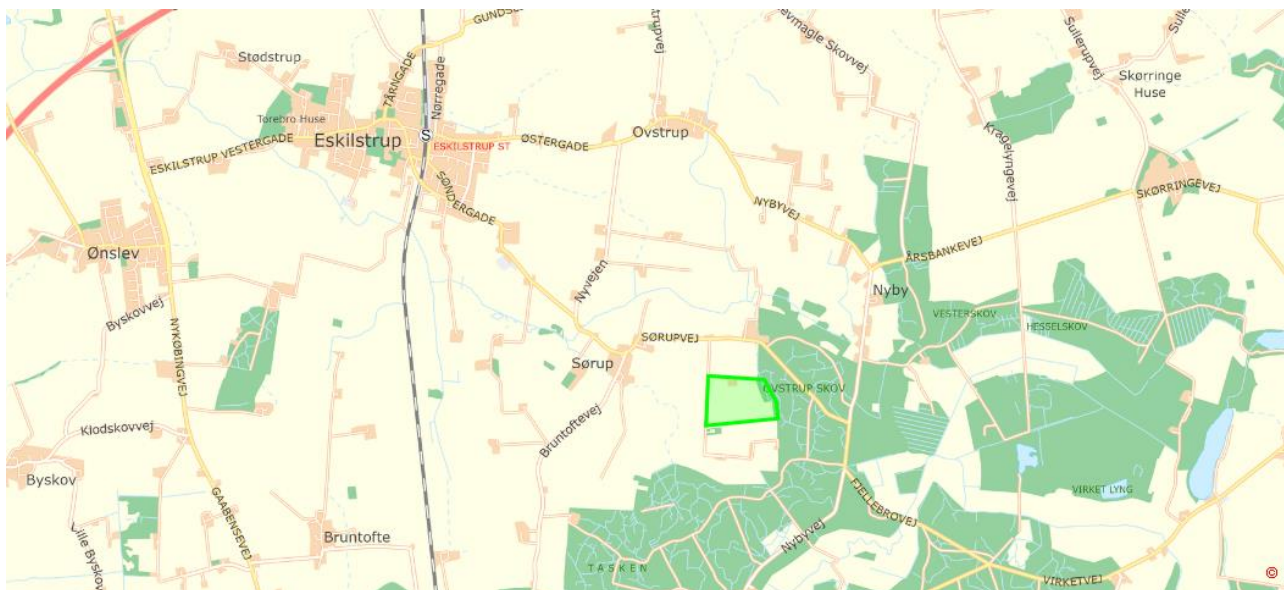 Stødstrup
TÅRNGADE
Nørregade
Sullerupvej
Skørringe
Huse
Torebro Huse
Eskilstrup
S
ESKILSTRUP ST
ØSTERGADE
Ovstrup
Kragelyngevej
ESKILSTRUP VESTERGADE
SØNDERGADE
NYBYVEJ
SKØRRINGEVEJ
ÅRSBANKEVEJ
Ønslev
Nyvejen
Nyby
Byskovvej
VESTERSKOV
HESSELSKOV
NYKØBINGVEJ
SØRUPVEJ
Sørup
OVSTRUP SKOV
Bruntoftevej
Klodskovvej
Byskov
GAABENSEVEJ
FJELLEBROVEJ
VIRKET LYNG
Lille Byskov
Bruntofte
Nybyvej
TASKEN
VIRKETVEJ
©